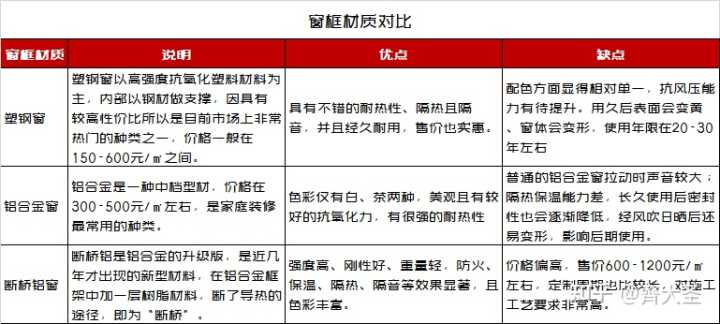 窗框材质对比
窗框材质 说明 优点 缺点
塑钢窗
塑钢窗以高强度抗氧化塑料材料为
主，内部以钢材做支撑，因具有
较高性价比所以是目前市场上非常
热门的种类之一，价格一般在
150-600元/㎡之间。
具有不错的耐热性、隔热且隔
音，并且经久耐用，售价也实惠。
配色方面显得相对单一，抗风压能
力有待提升。用久后表面会变黄
、窗体会变形，使用年限在20-30
年左右
铝合金窗
铝合金是一种中档型材，价格在
300-500元/㎡左右，是家庭装修
最常用的种类。
色彩仅有白、茶两种，美观且有较
好的抗氧化力，有很强的耐热性
普通的铝合金窗拉动时声音较大；
隔热保温能力差，长久使用后密封
性也会逐渐降低，经风吹日晒后还
易变形，影响后期使用。
断桥铝窗
断桥铝是铝合金的升级版，是近几
年才出现的新型材料，在铝合金框
架中加一层树脂材料，断了导热的
途径，即为“断桥”。
强度高、刚性好、重量轻，防火、
保温、隔热、隔音等效果显著，且
色彩丰富。
价格偏高，售价600-1200元/㎡
左右，定制周期也比较长，对施工
工艺要求非常高。
知乎 @齐大圣